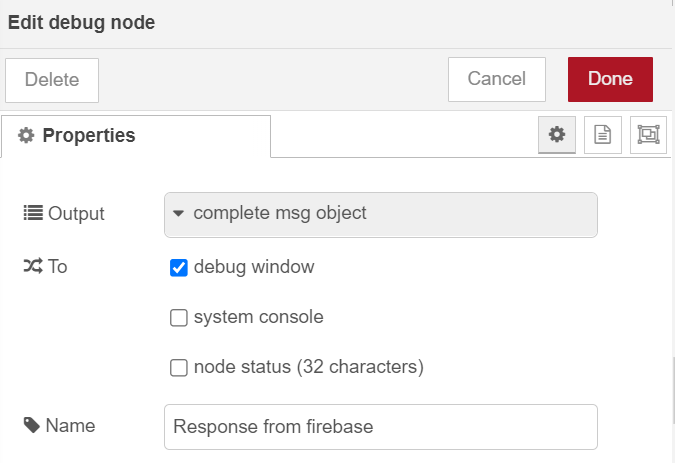 Edit debug node
Delete
Cancel
Done
Properties
Output
complete msg object
To
debug window
system console
node status (32 characters)
Name
Response from firebase